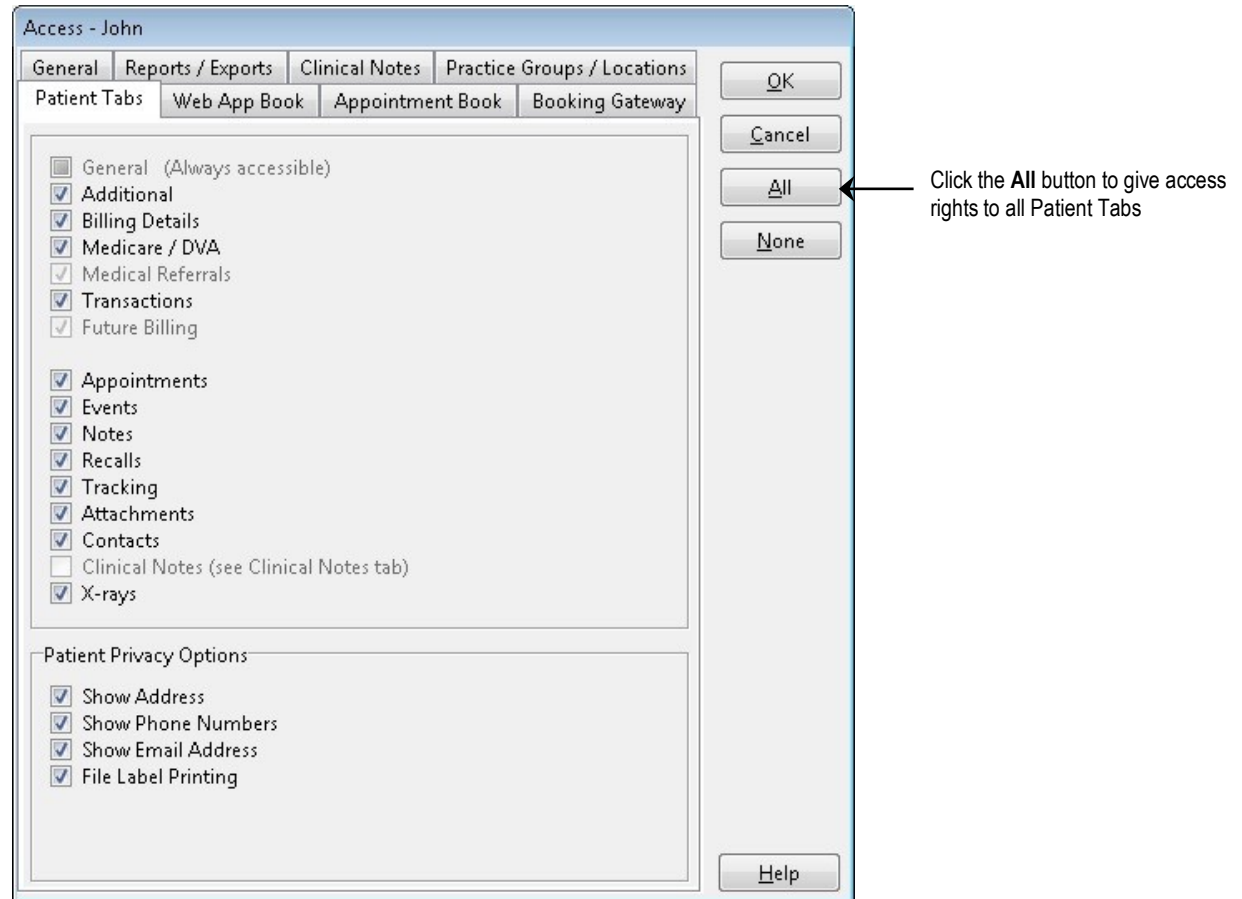 Access - John
General
Reports / Exports
Clinical Notes
Practice Groups / Locations
Patient Tabs
Web App Book
Appointment Book
Booking Gateway
General (Always accessible)
Additional
Billing Details
Medicare / DVA
Medical Referrals
Transactions
Future Billing
Appointments
Events
Notes
Recalls
Tracking
Attachments
Contacts
Clinical Notes (see Clinical Notes tab)
X-rays
Patient Privacy Options
Show Address
Show Phone Numbers
Show Email Address
File Label Printing
OK
Cancel
All
None
Help
Click the All button to give access
rights to all Patient Tabs